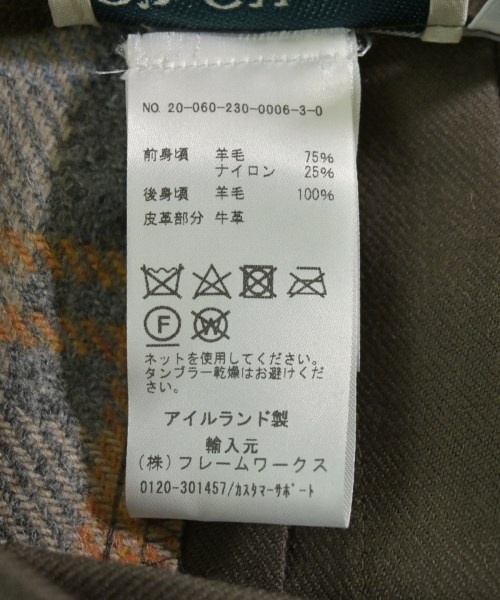 NO. 20-060-230-0006-3-0
前身頃 羊毛 75%
ナイロン 25%
後身頃 羊毛 100%
皮革部分 牛革
F W
ネットを使用してください。
タンブラー乾燥はお避けくだ
さい。
アイルランド製
輸入元
(株)フレームワークス
0120-301457/カスタマーサポート